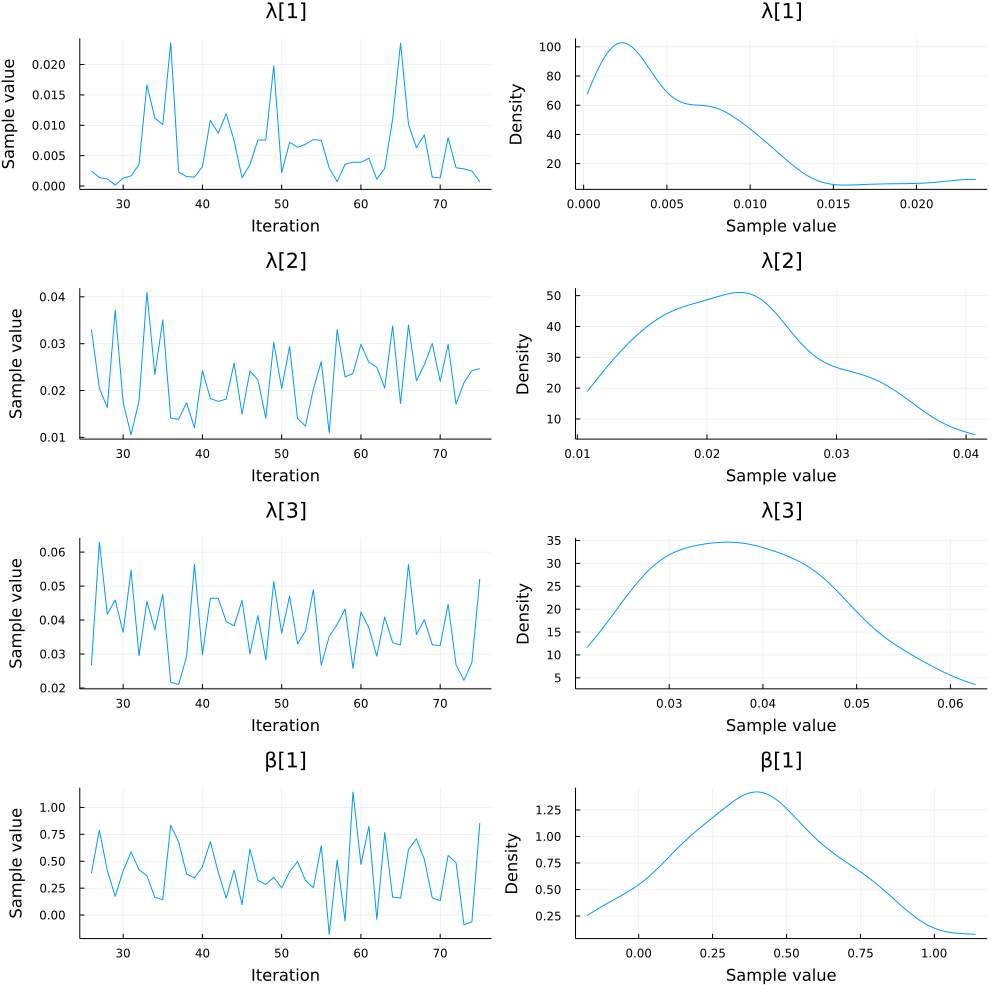 λ[1]
Sample value
0.020
0.015
0.010
0.005
0.000
30 40 50 60 70
Iteration
λ[1]
Density
100
80
60
40
20
0.000 0.005 0.010 0.015 0.020
Sample value
λ[2]
Sample value
0.04
0.03
0.02
0.01
30 40 50 60 70
Iteration
λ[2]
Density
50
40
30
20
10
0.01 0.02 0.03 0.04
Sample value
λ[3]
Sample value
0.06
0.05
0.04
0.03
0.02
30 40 50 60 70
Iteration
λ[3]
Density
35
30
25
20
15
10
5
0.03 0.04 0.05 0.06
Sample value
β[1]
Sample value
1.00
0.75
0.50
0.25
0.00
30 40 50 60 70
Iteration
β[1]
Density
1.25
1.00
0.75
0.50
0.25
0.00 0.25 0.50 0.75 1.00
Sample value